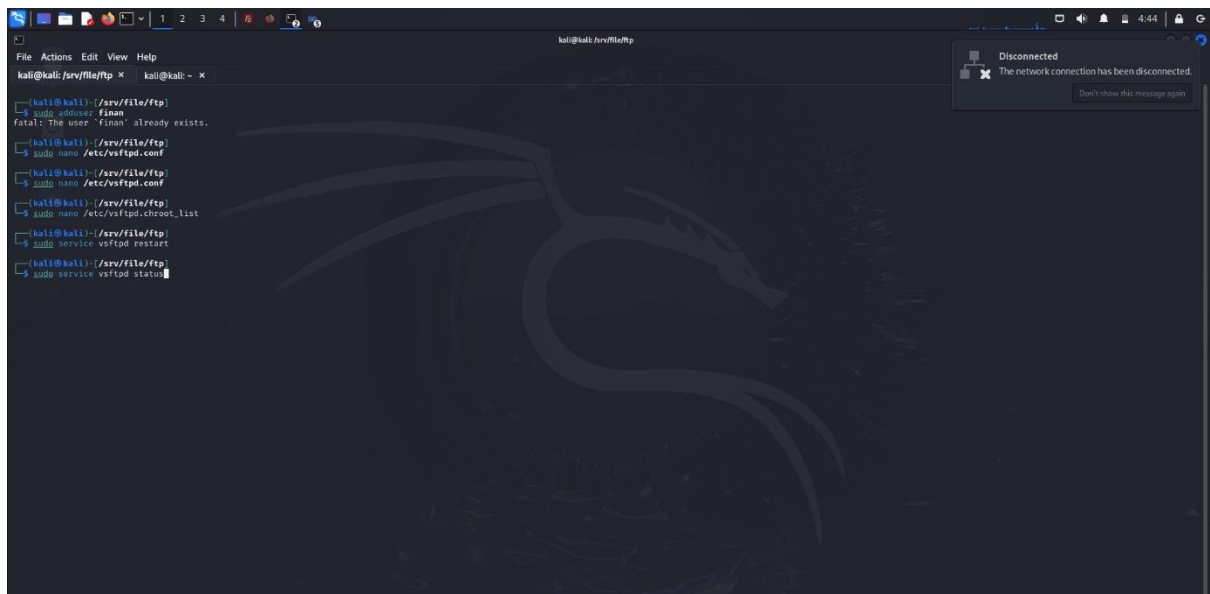 1 2 3 4
4:44
kali@kali: /srv/file/ftp
File Actions Edit View Help
kali@kali: /srv/file/ftp × kali@kali: ~ ×
Disconnected
The network connection has been disconnected.
Don't show this message again
┌──(kali㉿kali)-[/srv/file/ftp]
└─$ sudo adduser finan
fatal: The user `finan' already exists.
┌──(kali㉿kali)-[/srv/file/ftp]
└─$ sudo nano /etc/vsftpd.conf
┌──(kali㉿kali)-[/srv/file/ftp]
└─$ sudo nano /etc/vsftpd.conf
┌──(kali㉿kali)-[/srv/file/ftp]
└─$ sudo nano /etc/vsftpd.chroot_list
┌──(kali㉿kali)-[/srv/file/ftp]
└─$ sudo service vsftpd restart
┌──(kali㉿kali)-[/srv/file/ftp]
└─$ sudo service vsftpd status